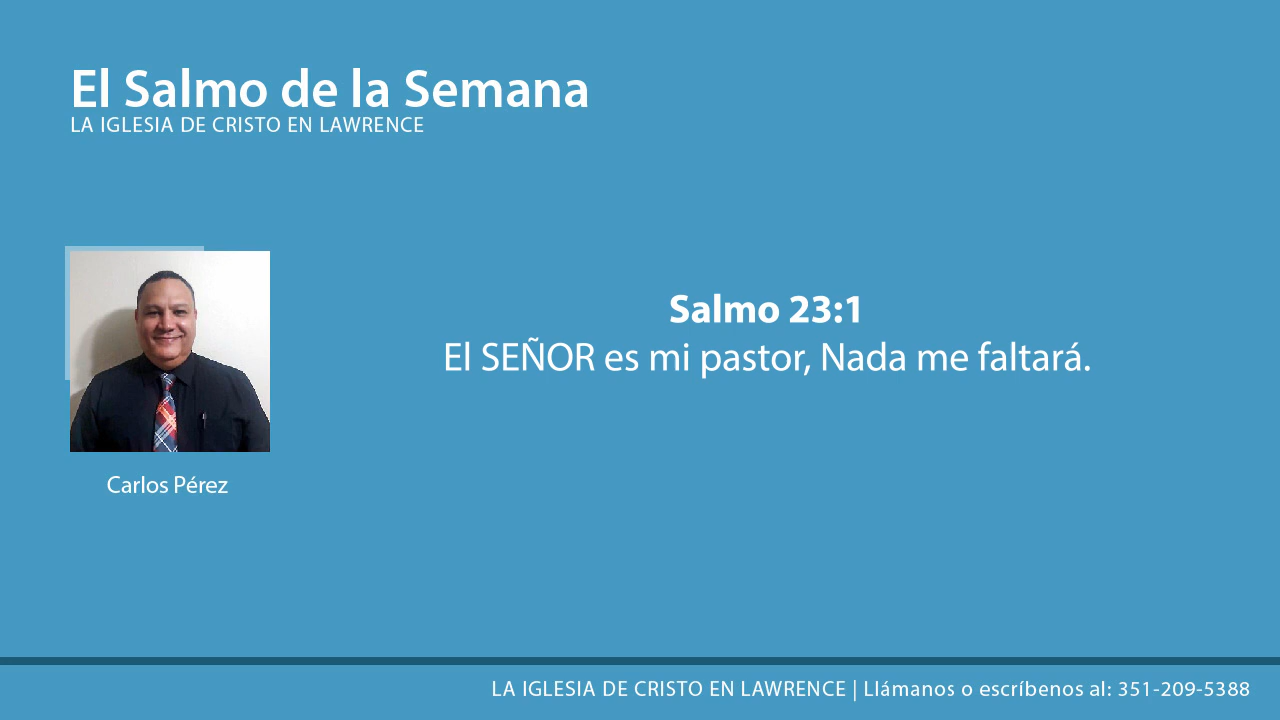 El Salmo de la Semana
LA IGLESIA DE CRISTO EN LAWRENCE
Salmo 23:1
El SEÑOR es mi pastor, Nada me faltará.
Carlos Pérez
LA IGLESIA DE CRISTO EN LAWRENCE | Llámanos o escríbenos al: 351-209-5388